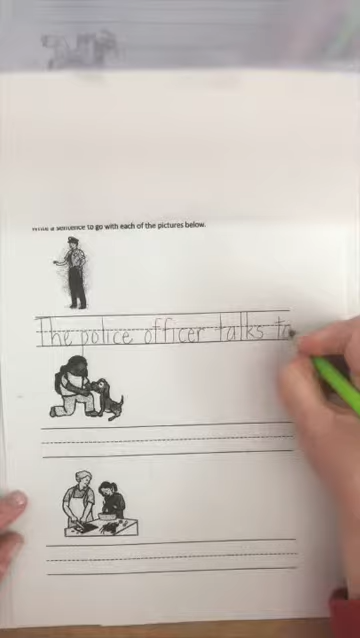 Write a sentence to go with each of the pictures below.
The police officer talks to